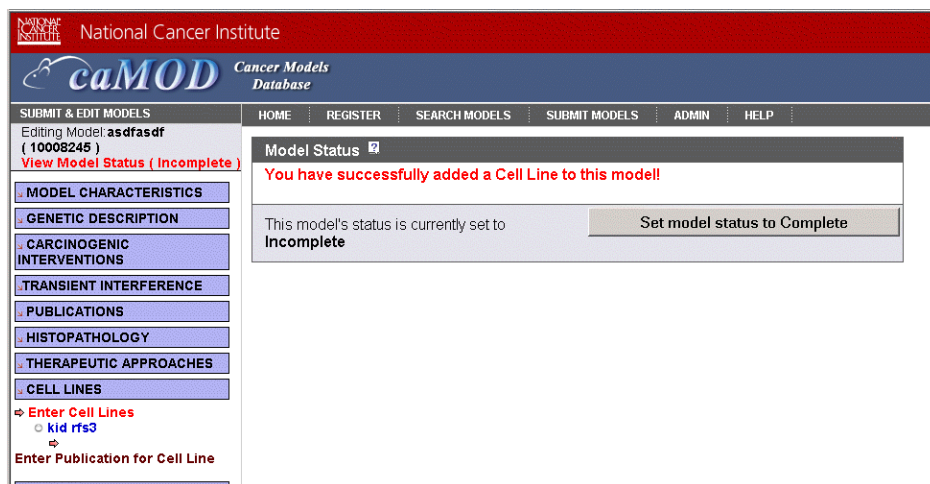 NATIONAL CANCER INSTITUTE
National Cancer Institute
caMOD
Cancer Models
Database
SUBMIT & EDIT MODELS
HOME
REGISTER
SEARCH MODELS
SUBMIT MODELS
ADMIN
HELP
Editing Model: asdfasdf
( 10008245 )
View Model Status ( Incomplete )
MODEL CHARACTERISTICS
GENETIC DESCRIPTION
CARCINOGENIC
INTERVENTIONS
TRANSIENT INTERFERENCE
PUBLICATIONS
HISTOPATHOLOGY
THERAPEUTIC APPROACHES
CELL LINES
Enter Cell Lines
kid rfs3
Enter Publication for Cell Line
Model Status ?
You have successfully added a Cell Line to this model!
This model's status is currently set to
Incomplete
Set model status to Complete